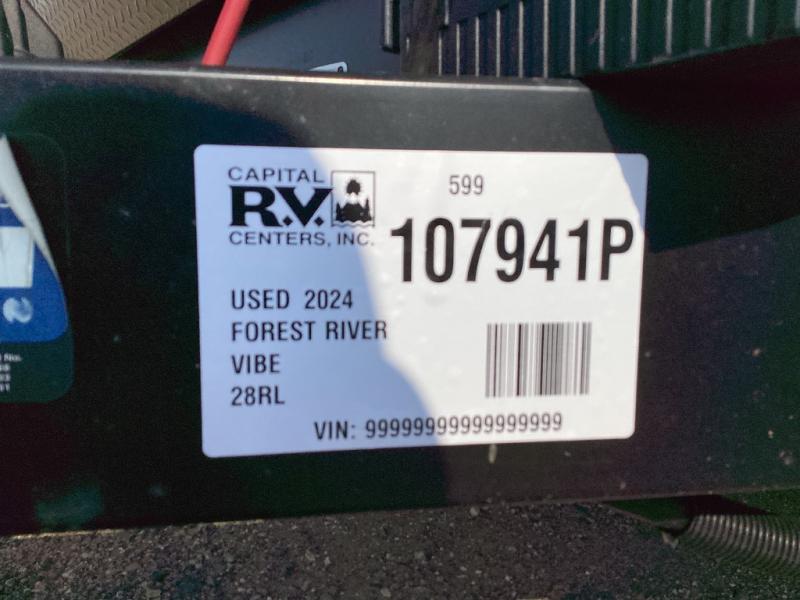 CAPITAL
R.V.
CENTERS, INC.
599
107941P
USED 2024
FOREST RIVER
VIBE
28RL
VIN: 99999999999999999